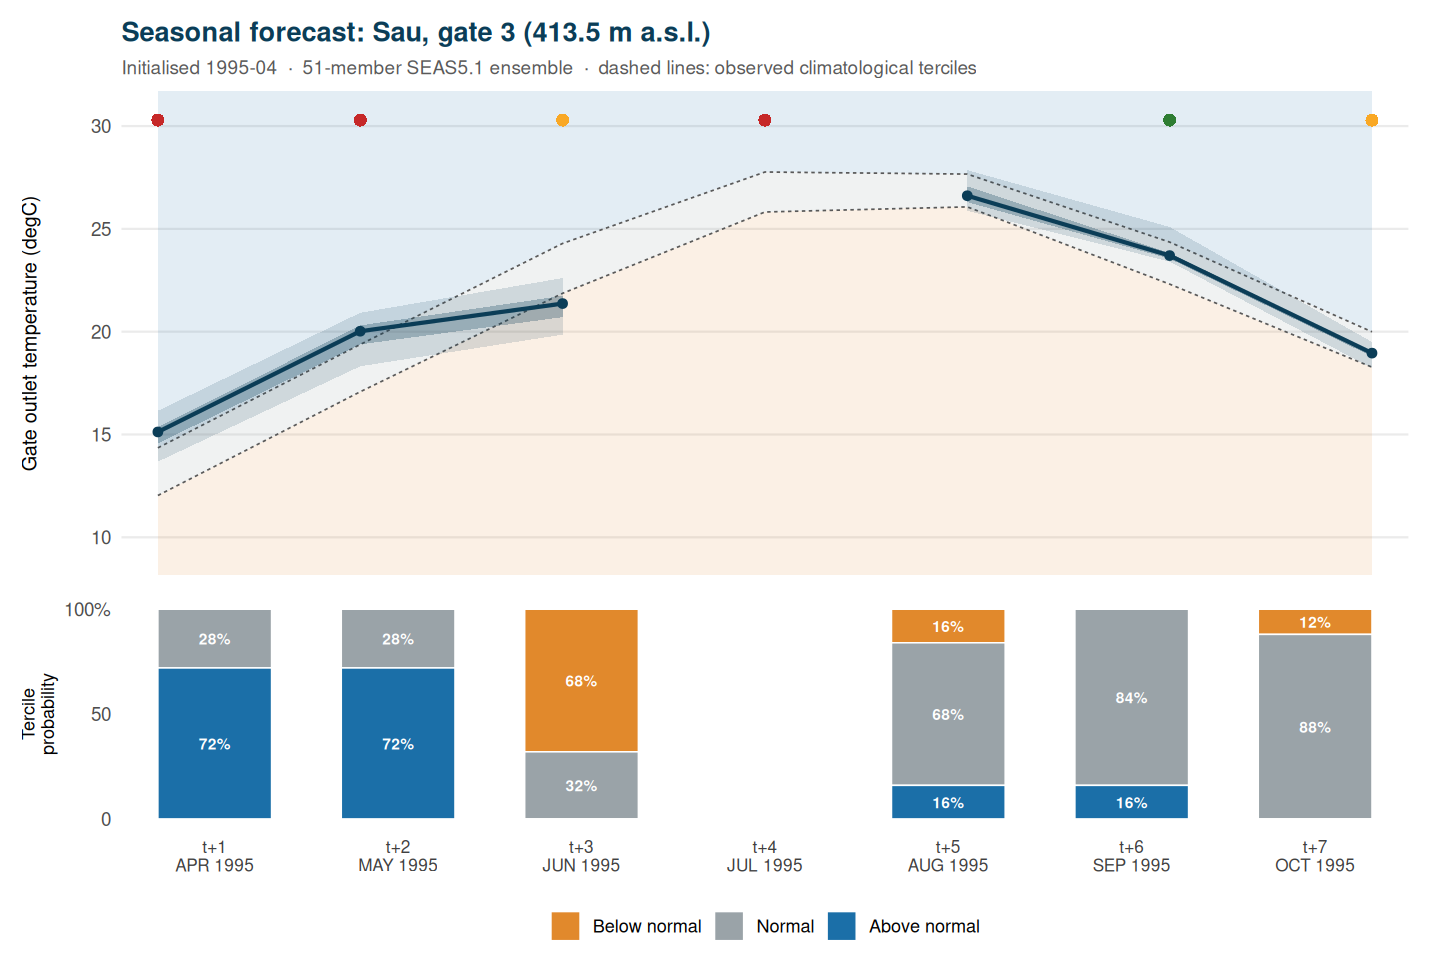 Seasonal forecast: Sau, gate 3 (413.5 m a.s.l.)
Initialised 1995-04 · 51-member SEAS5.1 ensemble · dashed lines: observed climatological terciles
Gate outlet temperature (degC)
30
25
20
15
10
Tercile
probability
100%
50
0
28%
72%
28%
72%
68%
32%
16%
68%
16%
84%
16%
12%
88%
t+1
APR 1995
t+2
MAY 1995
t+3
JUN 1995
t+4
JUL 1995
t+5
AUG 1995
t+6
SEP 1995
t+7
OCT 1995
Below normal
Normal
Above normal